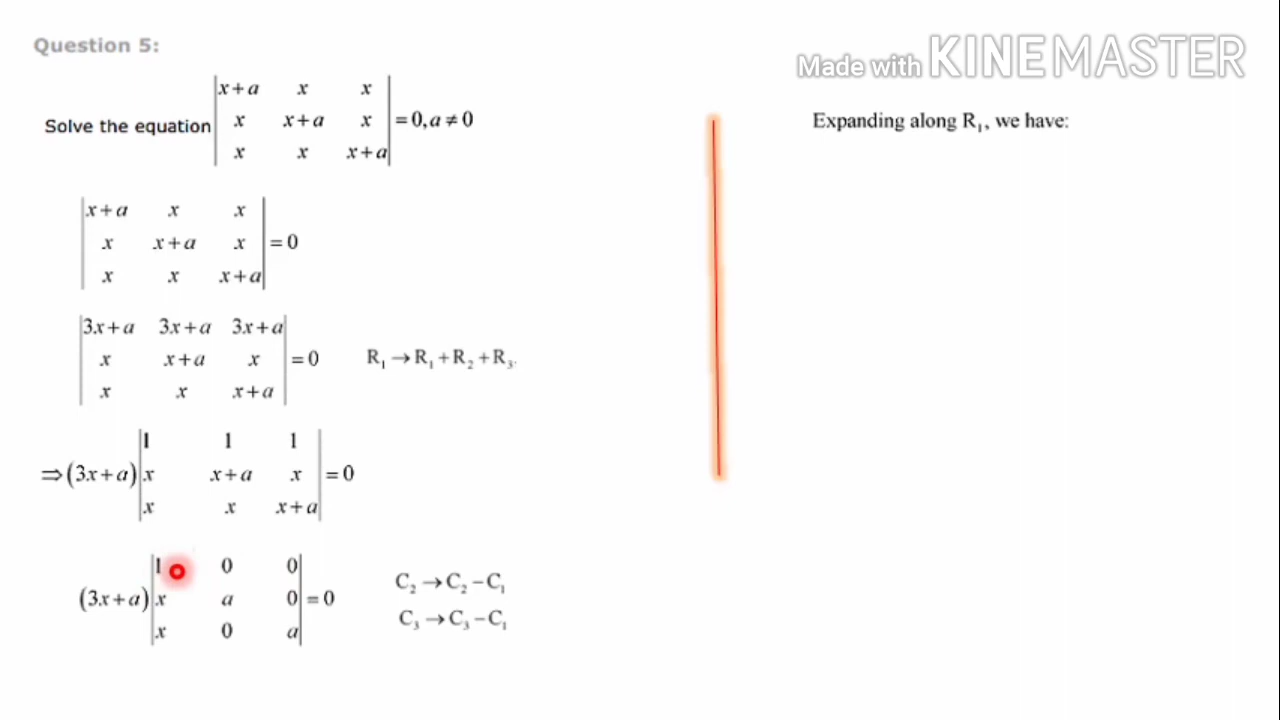 Question 5:
Made with KINEMASTER
Solve the equation |x+a x x|
|x x+a x| = 0, a ≠ 0
|x x x+a|
|x+a x x|
|x x+a x| = 0
|x x x+a|
|3x+a 3x+a 3x+a|
|x x+a x| = 0 R₁ → R₁ + R₂ + R₃.
|x x x+a|
|1 1 1|
⇒ (3x+a) |x x+a x| = 0
|x x x+a|
|1 0 0|
(3x+a) |x a 0| = 0
|x 0 a|
C₂ → C₂ − C₁
C₃ → C₃ − C₁
Expanding along R₁, we have: